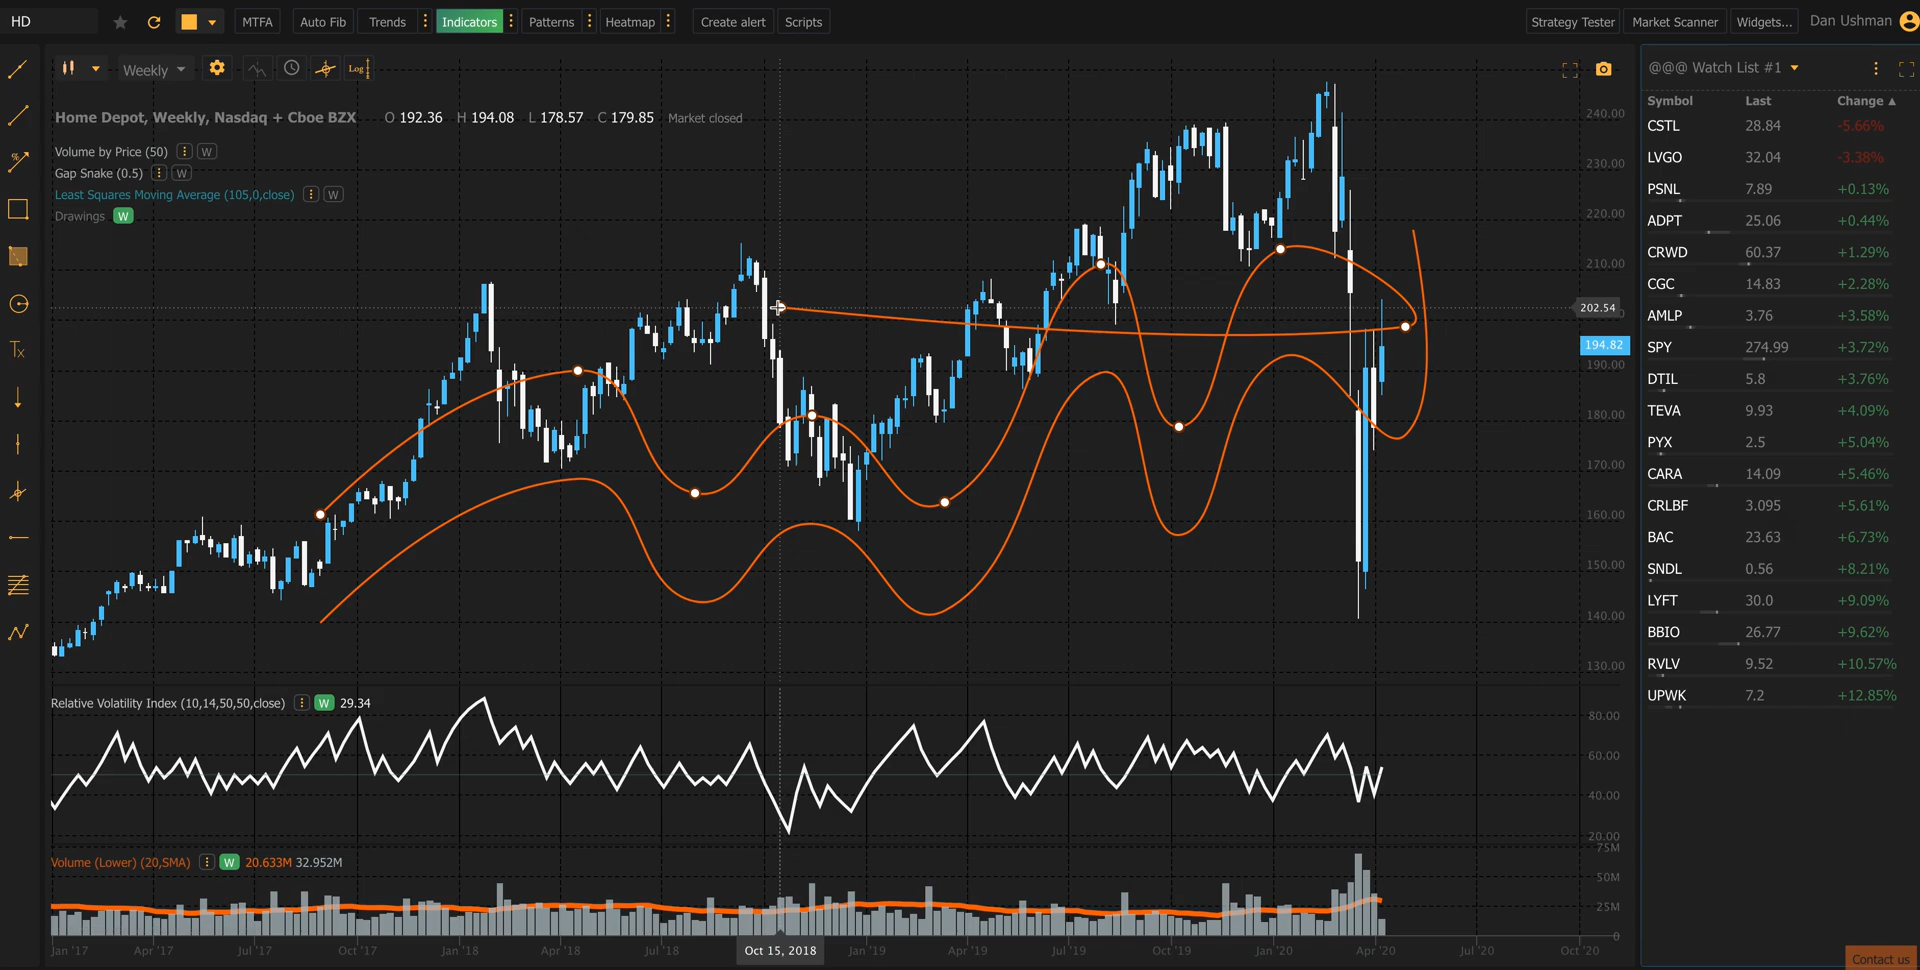 HD MTFA Auto Fib Trends Indicators Patterns Heatmap Create alert Scripts Strategy Tester Market Scanner Widgets... Dan Ushman
Weekly Log
Home Depot, Weekly, Nasdaq + Cboe BZX O 192.36 H 194.08 L 178.57 C 179.85 Market closed
Volume by Price (50) W
Gap Snake (0.5) W
Least Squares Moving Average (105,0,close) W
Drawings W
%
Tx
240.00
230.00
220.00
210.00
202.54
194.82
190.00
180.00
170.00
160.00
150.00
140.00
130.00
Relative Volatility Index (10,14,50,50,close) W 29.34
80.00
60.00
40.00
20.00
Volume (Lower) (20,SMA) W 20.633M 32.952M
75M
50M
25M
0
Jan '17 Apr '17 Jul '17 Oct '17 Jan '18 Apr '18 Jul '18 Oct 15, 2018 Jan '19 Apr '19 Jul '19 Oct '19 Jan '20 Apr '20 Jul '20 Oct '20
@@@ Watch List #1
Symbol Last Change
CSTL 28.84 -5.66%
LVGO 32.04 -3.38%
PSNL 7.89 +0.13%
ADPT 25.06 +0.44%
CRWD 60.37 +1.29%
CGC 14.83 +2.28%
AMLP 3.76 +3.58%
SPY 274.99 +3.72%
DTIL 5.8 +3.76%
TEVA 9.93 +4.09%
PYX 2.5 +5.04%
CARA 14.09 +5.46%
CRLBF 3.095 +5.61%
BAC 23.63 +6.73%
SNDL 0.56 +8.21%
LYFT 30.0 +9.09%
BBIO 26.77 +9.62%
RVLV 9.52 +10.57%
UPWK 7.2 +12.85%
Contact us